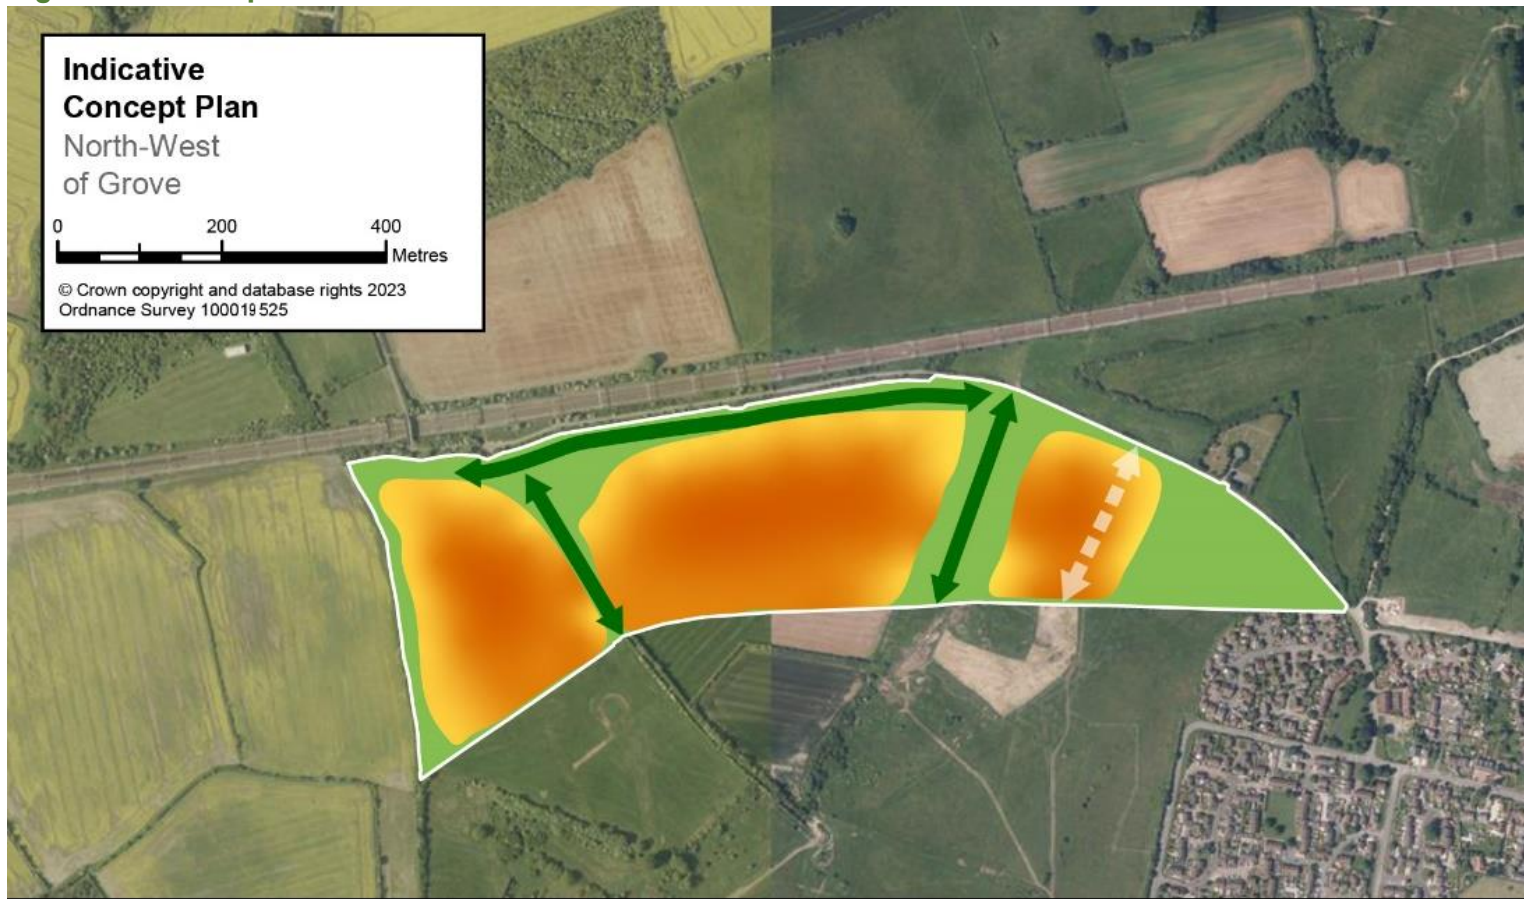 Indicative
Concept Plan
North-West
of Grove
0 200 400
Metres
© Crown copyright and database rights 2023
Ordnance Survey 100019525